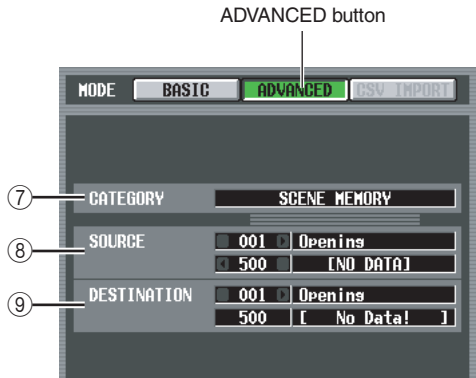 ADVANCED button
MODE BASIC ADVANCED CSV IMPORT
⑦ CATEGORY SCENE MEMORY
⑧ SOURCE 001 Opening
500 [NO DATA]
⑨ DESTINATION 001 Opening
500 [ No Data! ]